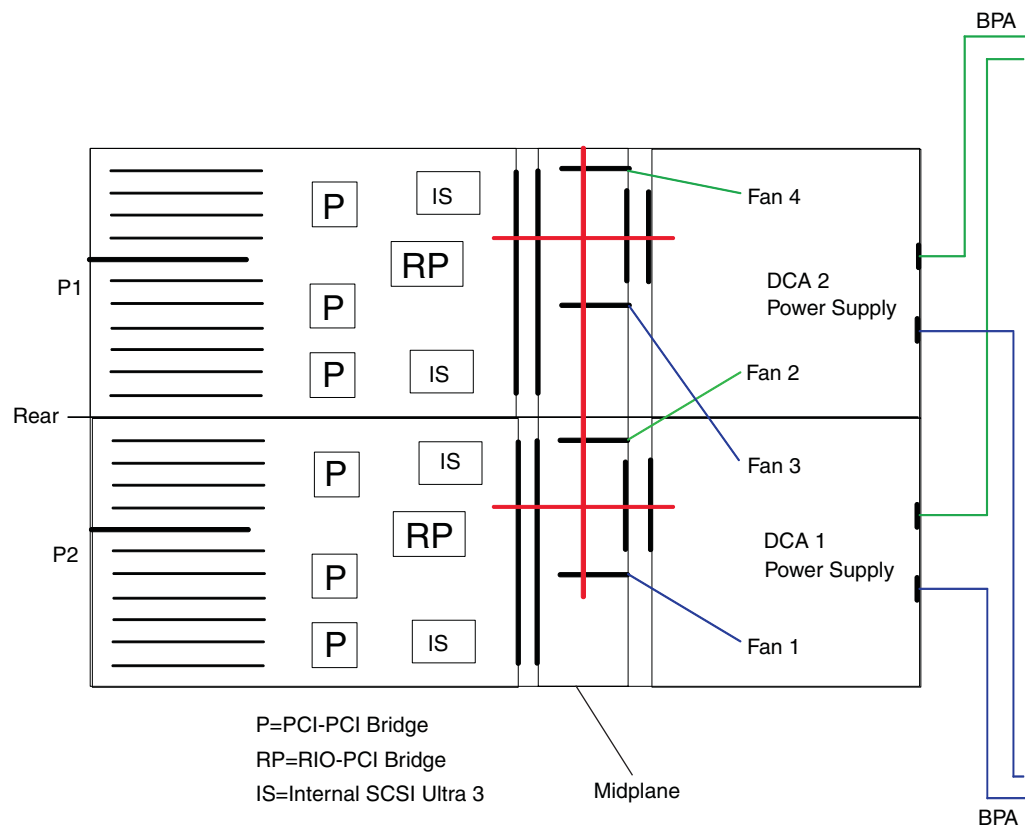 BPA
IS
P
Fan 4
RP
DCA 2
Power Supply
P1
P
P
IS
Fan 2
Rear
IS
P
Fan 3
RP
DCA 1
Power Supply
P2
P
P
IS
Fan 1
P=PCI-PCI Bridge
RP=RIO-PCI Bridge
IS=Internal SCSI Ultra 3
Midplane
BPA